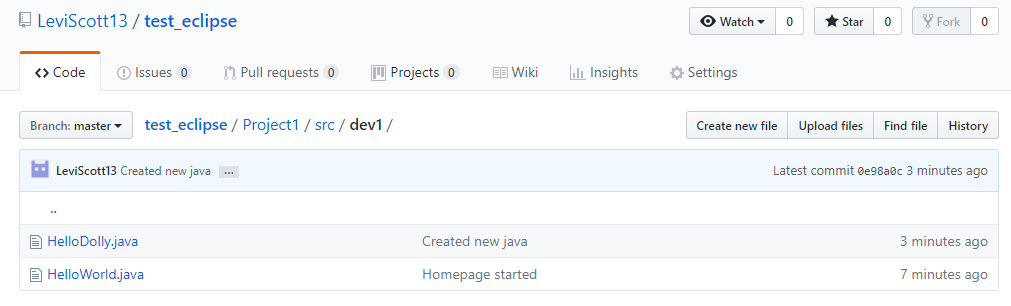 LeviScott13 / test_eclipse Watch 0 Star 0 Fork 0
Code Issues 0 Pull requests 0 Projects 0 Wiki Insights Settings
Branch: master test_eclipse / Project1 / src / dev1 / Create new file Upload files Find file History
LeviScott13 Created new java ... Latest commit 0e98a0c 3 minutes ago
..
HelloDolly.java Created new java 3 minutes ago
HelloWorld.java Homepage started 7 minutes ago